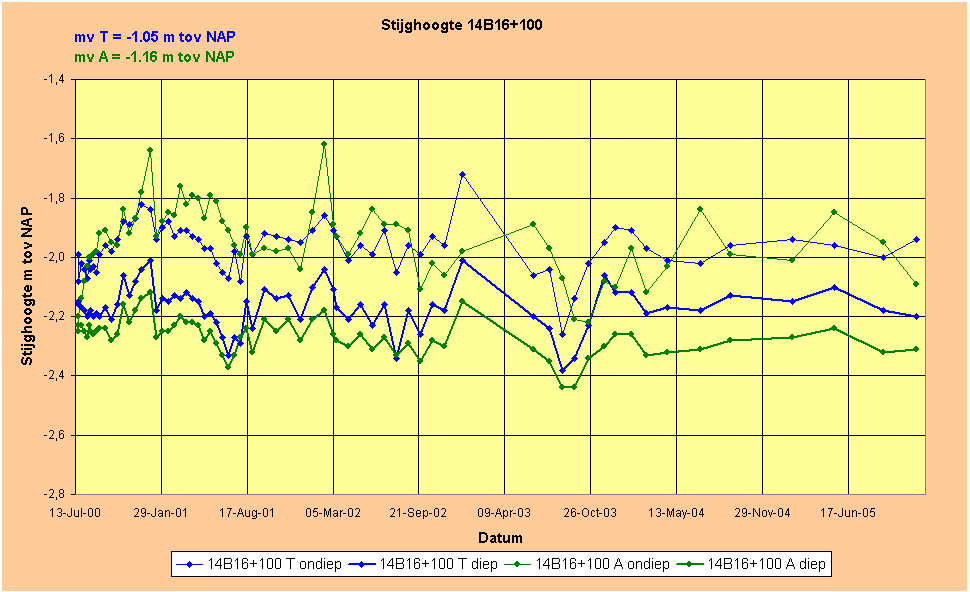 Stijghoogte 14B16+100
mv T = -1.05 m tov NAP
mv A = -1.16 m tov NAP
Stijghoogte m tov NAP
-1,4
-1,6
-1,8
-2,0
-2,2
-2,4
-2,6
-2,8
13-Jul-00 29-Jan-01 17-Aug-01 05-Mar-02 21-Sep-02 09-Apr-03 26-Oct-03 13-May-04 29-Nov-04 17-Jun-05
Datum
14B16+100 T ondiep 14B16+100 T diep 14B16+100 A ondiep 14B16+100 A diep